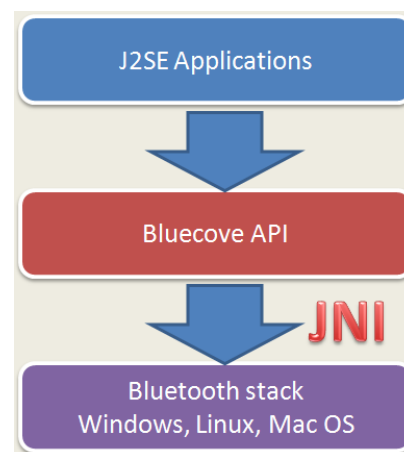 J2SE Applications
Bluecove API
JNI
Bluetooth stack
Windows, Linux, Mac OS